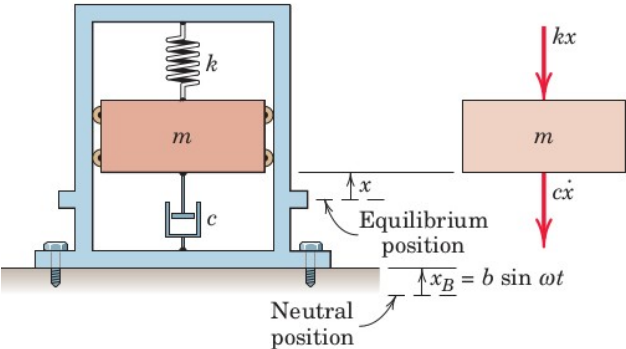 k
m
c
x
Equilibrium
position
x_B = b sin ωt
Neutral
position
kx
m
cẋ